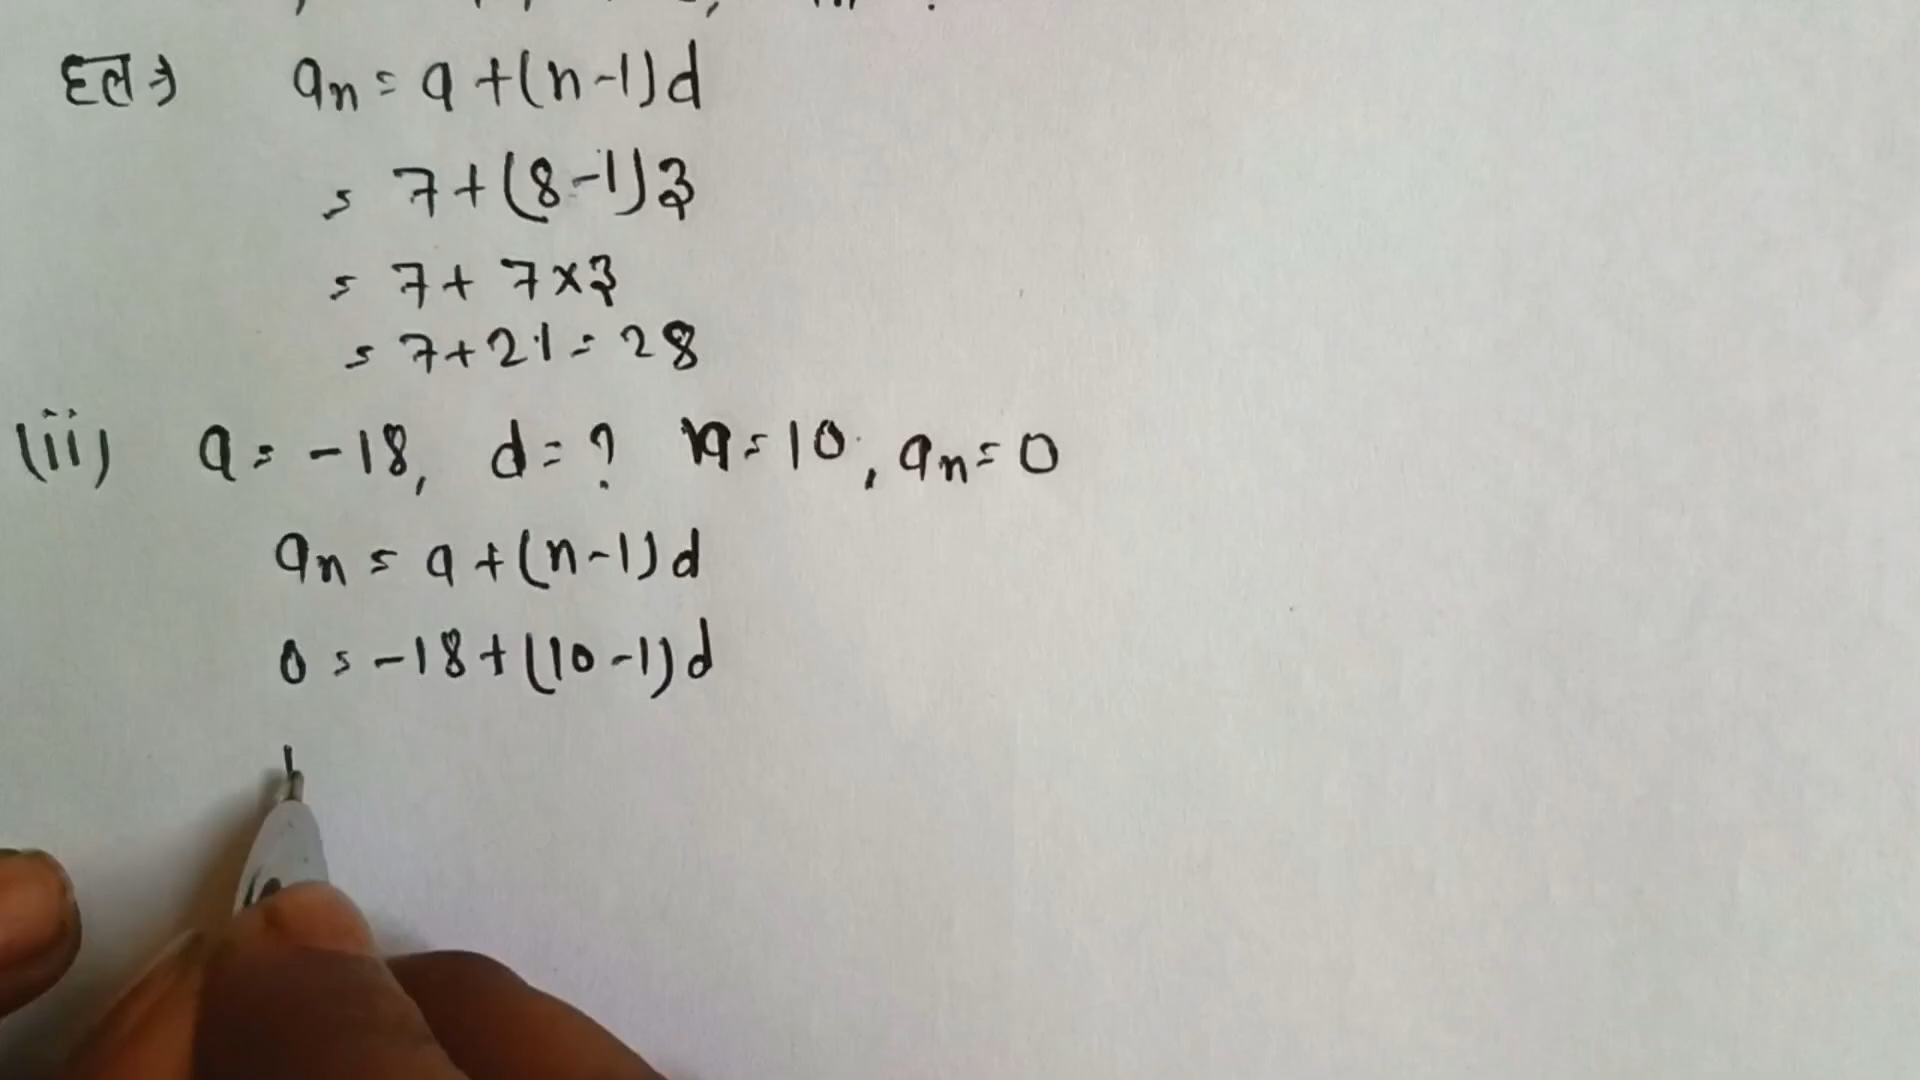 हल→ an = a + (n-1)d
= 7 + (8-1)3
= 7 + 7×3
= 7+21 = 28
(ii) a = -18, d = ? n = 10, an = 0
an = a + (n-1)d
0 = -18 + (10-1)d